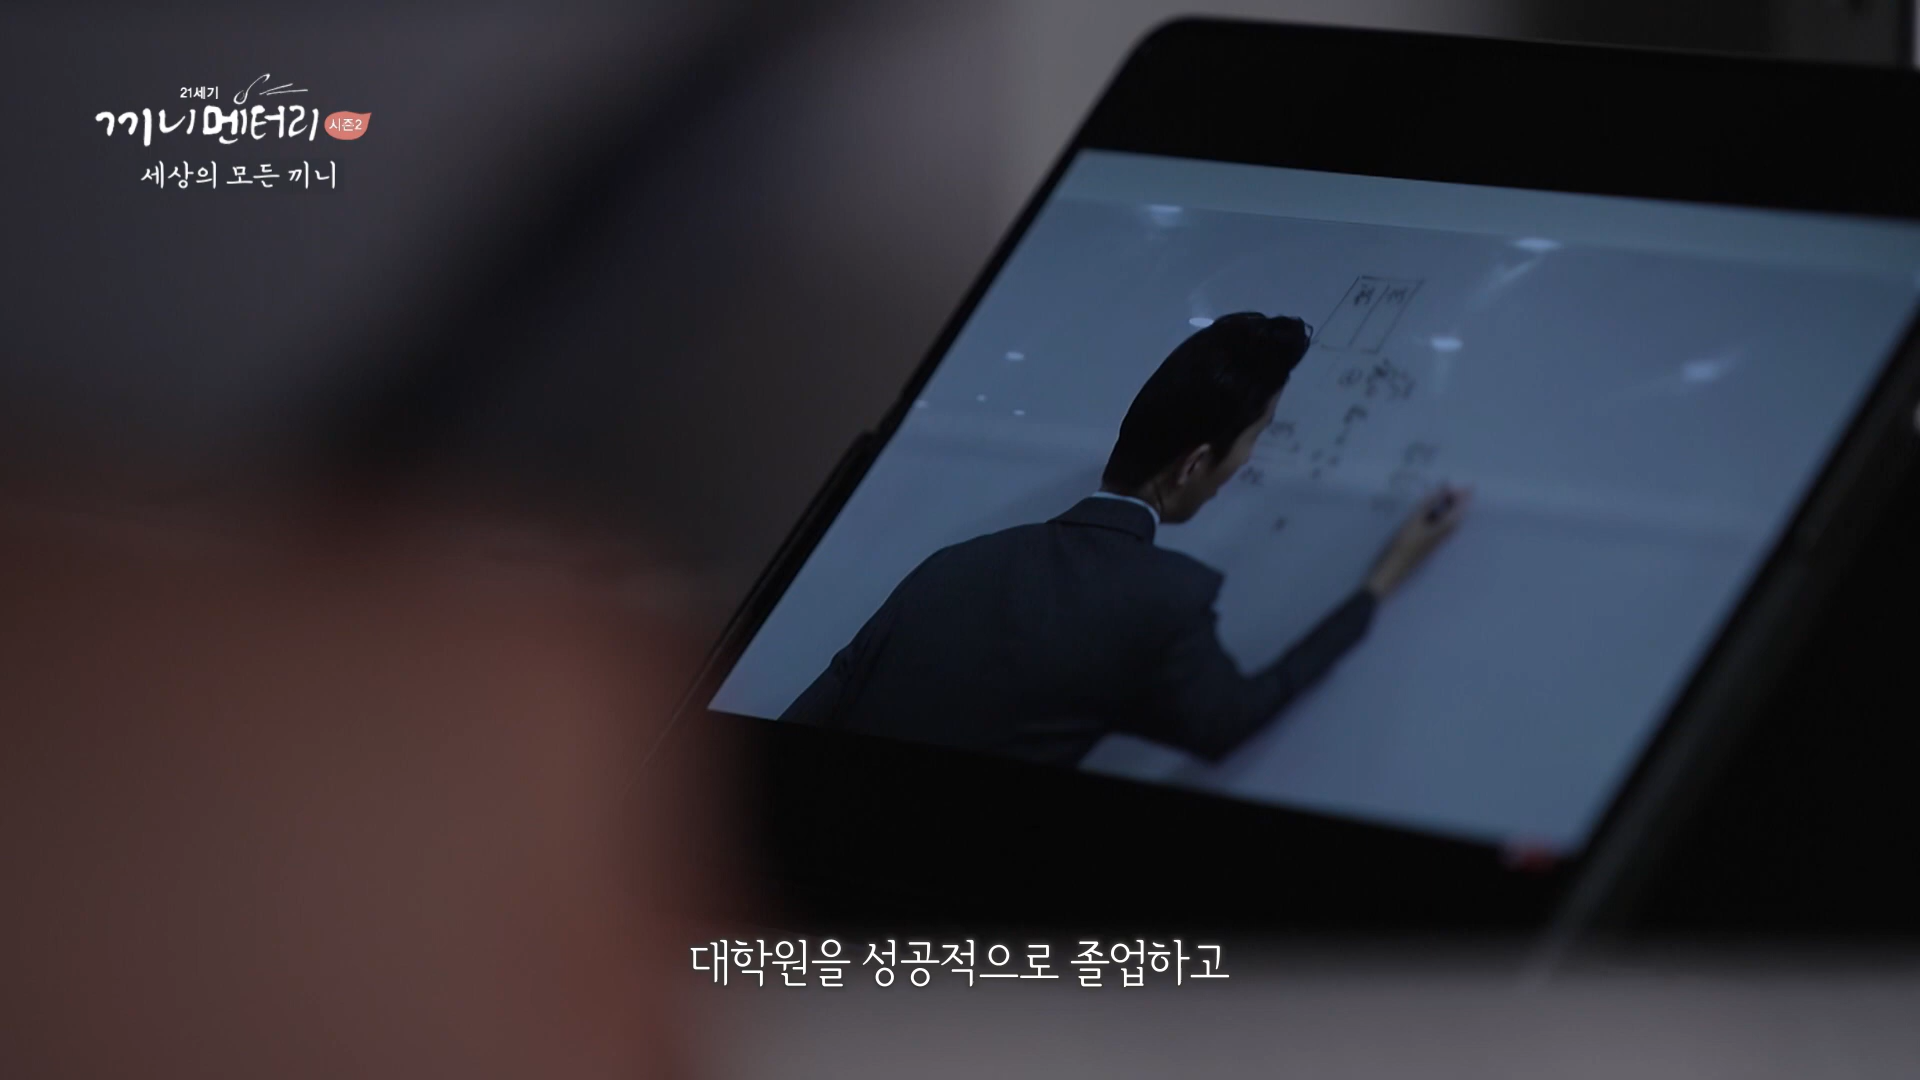 21세기
끼니멘터리 시즌2
세상의 모든 끼니
대학원을 성공적으로 졸업하고